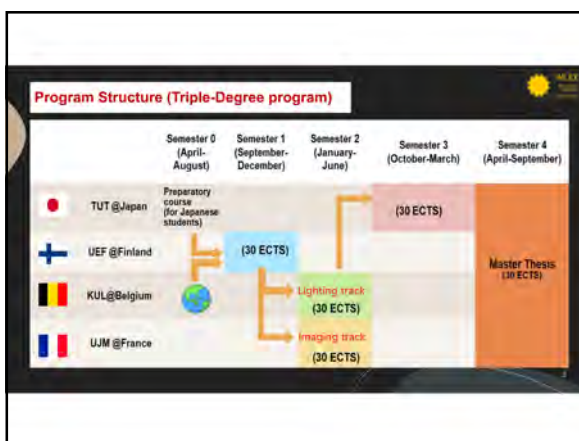 Program Structure (Triple-Degree program)
Semester 0
(April-
August)
Semester 1
(September-
December)
Semester 2
(January-
June)
Semester 3
(October-March)
Semester 4
(April-September)
TUT @Japan
Preparatory
course
(for Japanese
students)
(30 ECTS)
UEF @Finland
(30 ECTS)
Master Thesis
(30 ECTS)
KUL@Belgium
Lighting track
(30 ECTS)
UJM @France
Imaging track
(30 ECTS)